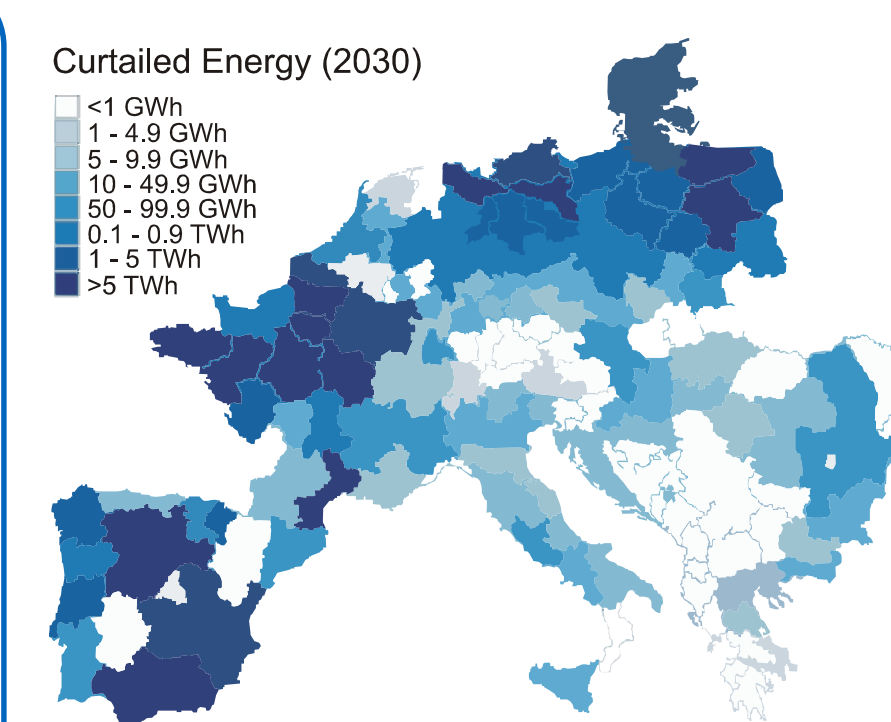 Curtailed Energy (2030)
<1 GWh
1 - 4.9 GWh
5 - 9.9 GWh
10 - 49.9 GWh
50 - 99.9 GWh
0.1 - 0.9 TWh
1 - 5 TWh
>5 TWh